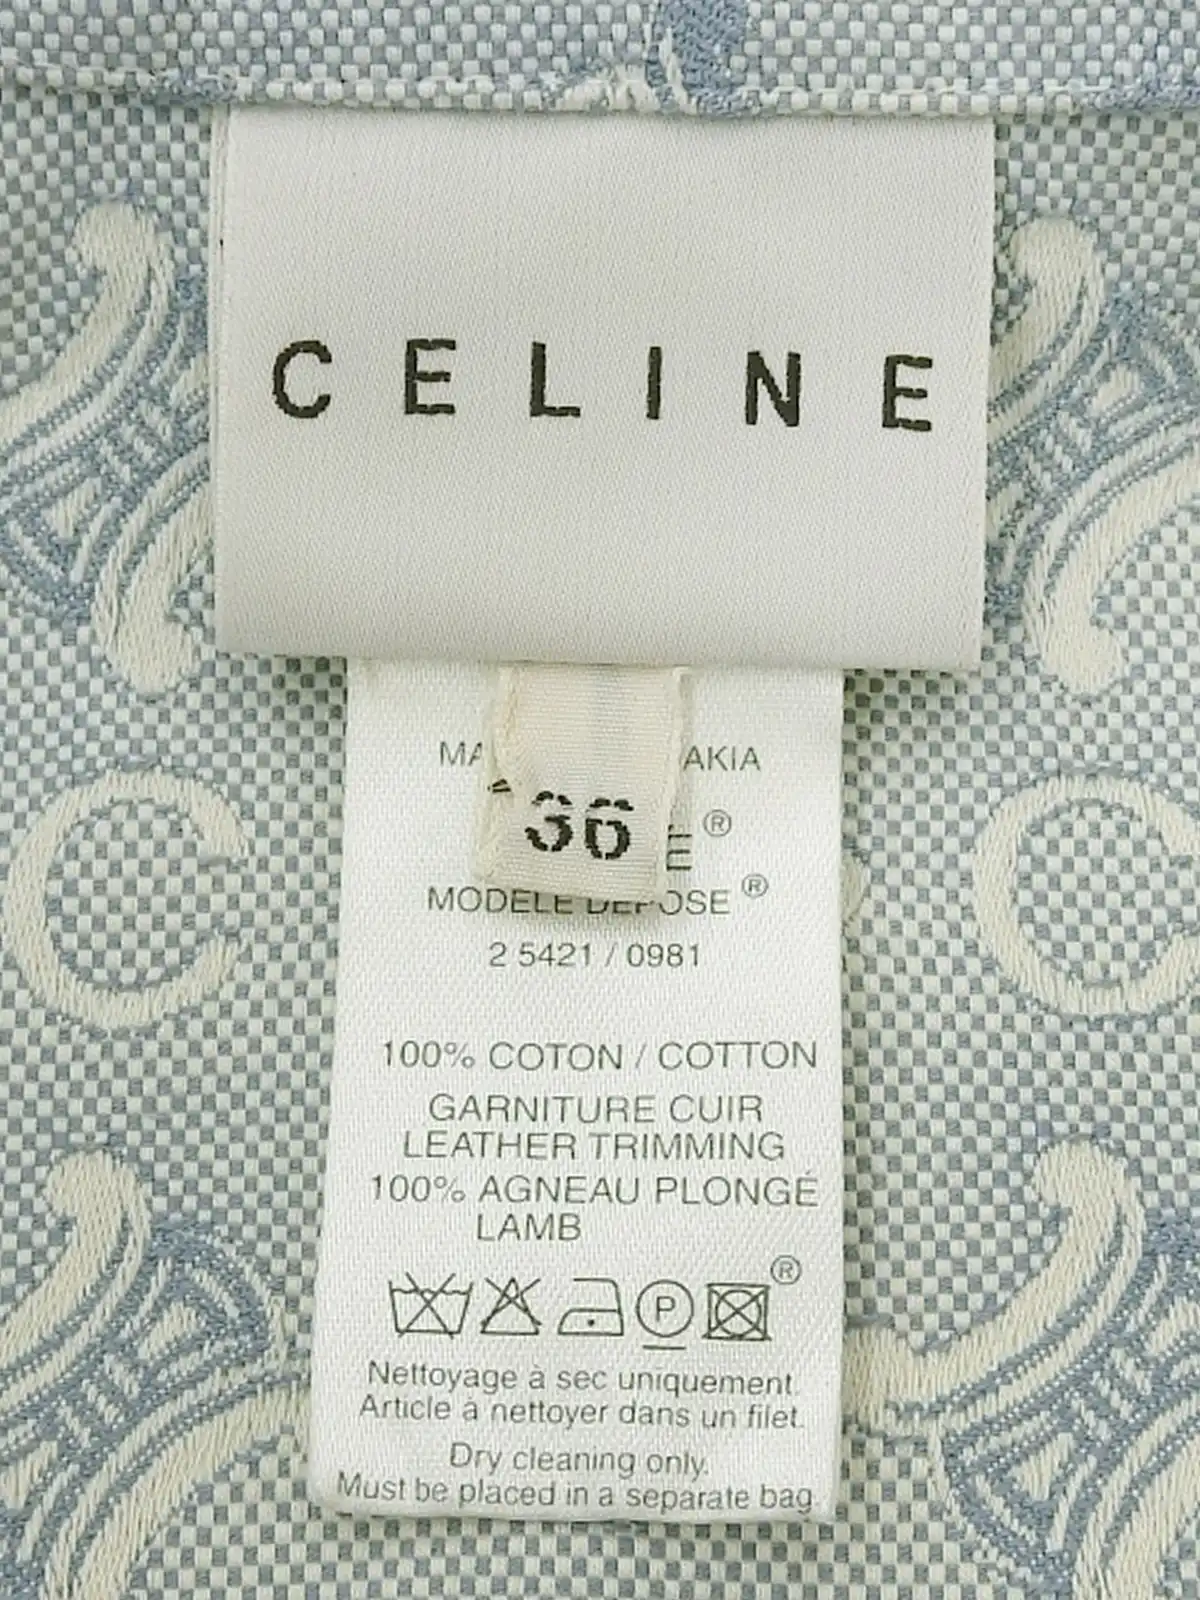 CELINE
36
MODELE
2 5421 / 0981
100% COTON / COTTON
GARNITURE CUIR
LEATHER TRIMMING
100% AGNEAU PLONGÉ
LAMB
P
Nettoyage à sec uniquement.
Article à nettoyer dans un filet.
Dry cleaning only.
Must be placed in a separate bag.